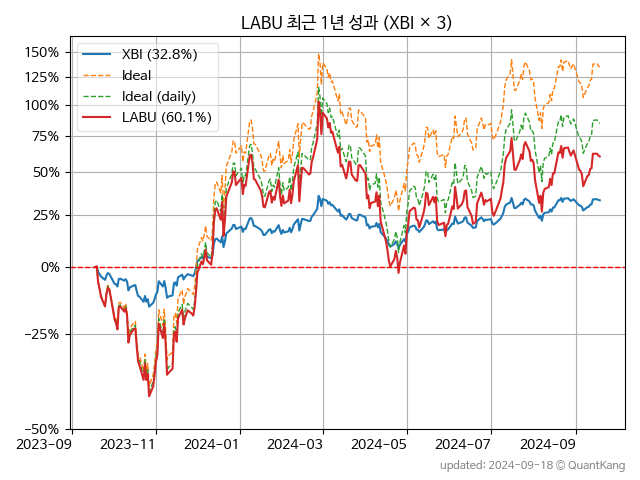 LABU 최근 1년 성과 (XBI × 3)
XBI (32.8%)
Ideal
Ideal (daily)
LABU (60.1%)
150%
125%
100%
75%
50%
25%
0%
−25%
−50%
2023-09
2023-11
2024-01
2024-03
2024-05
2024-07
2024-09
updated: 2024-09-18 © QuantKang